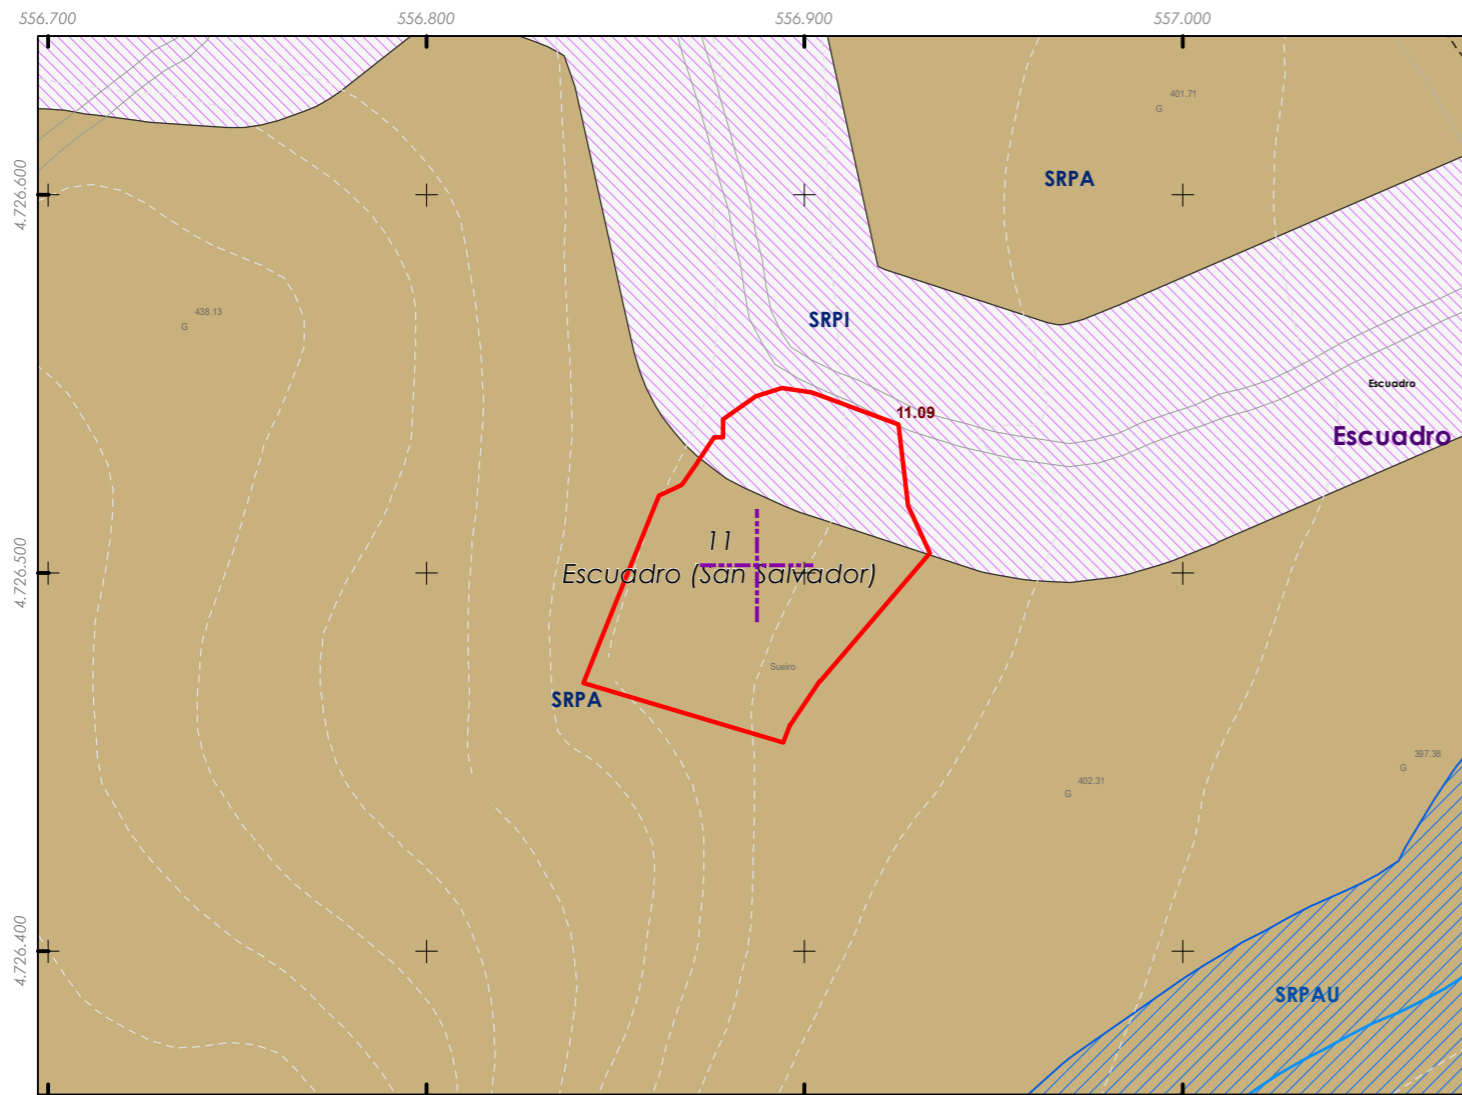 556.700
556.800
556.900
557.000
401.71
G
4.726.600
SRPA
438.13
G
SRPI
Escuadro
11.09
Escuadro
11
4.726.500
Escuadro (San Salvador)
Sueiro
SRPA
397.38
G
402.31
G
4.726.400
SRPAU